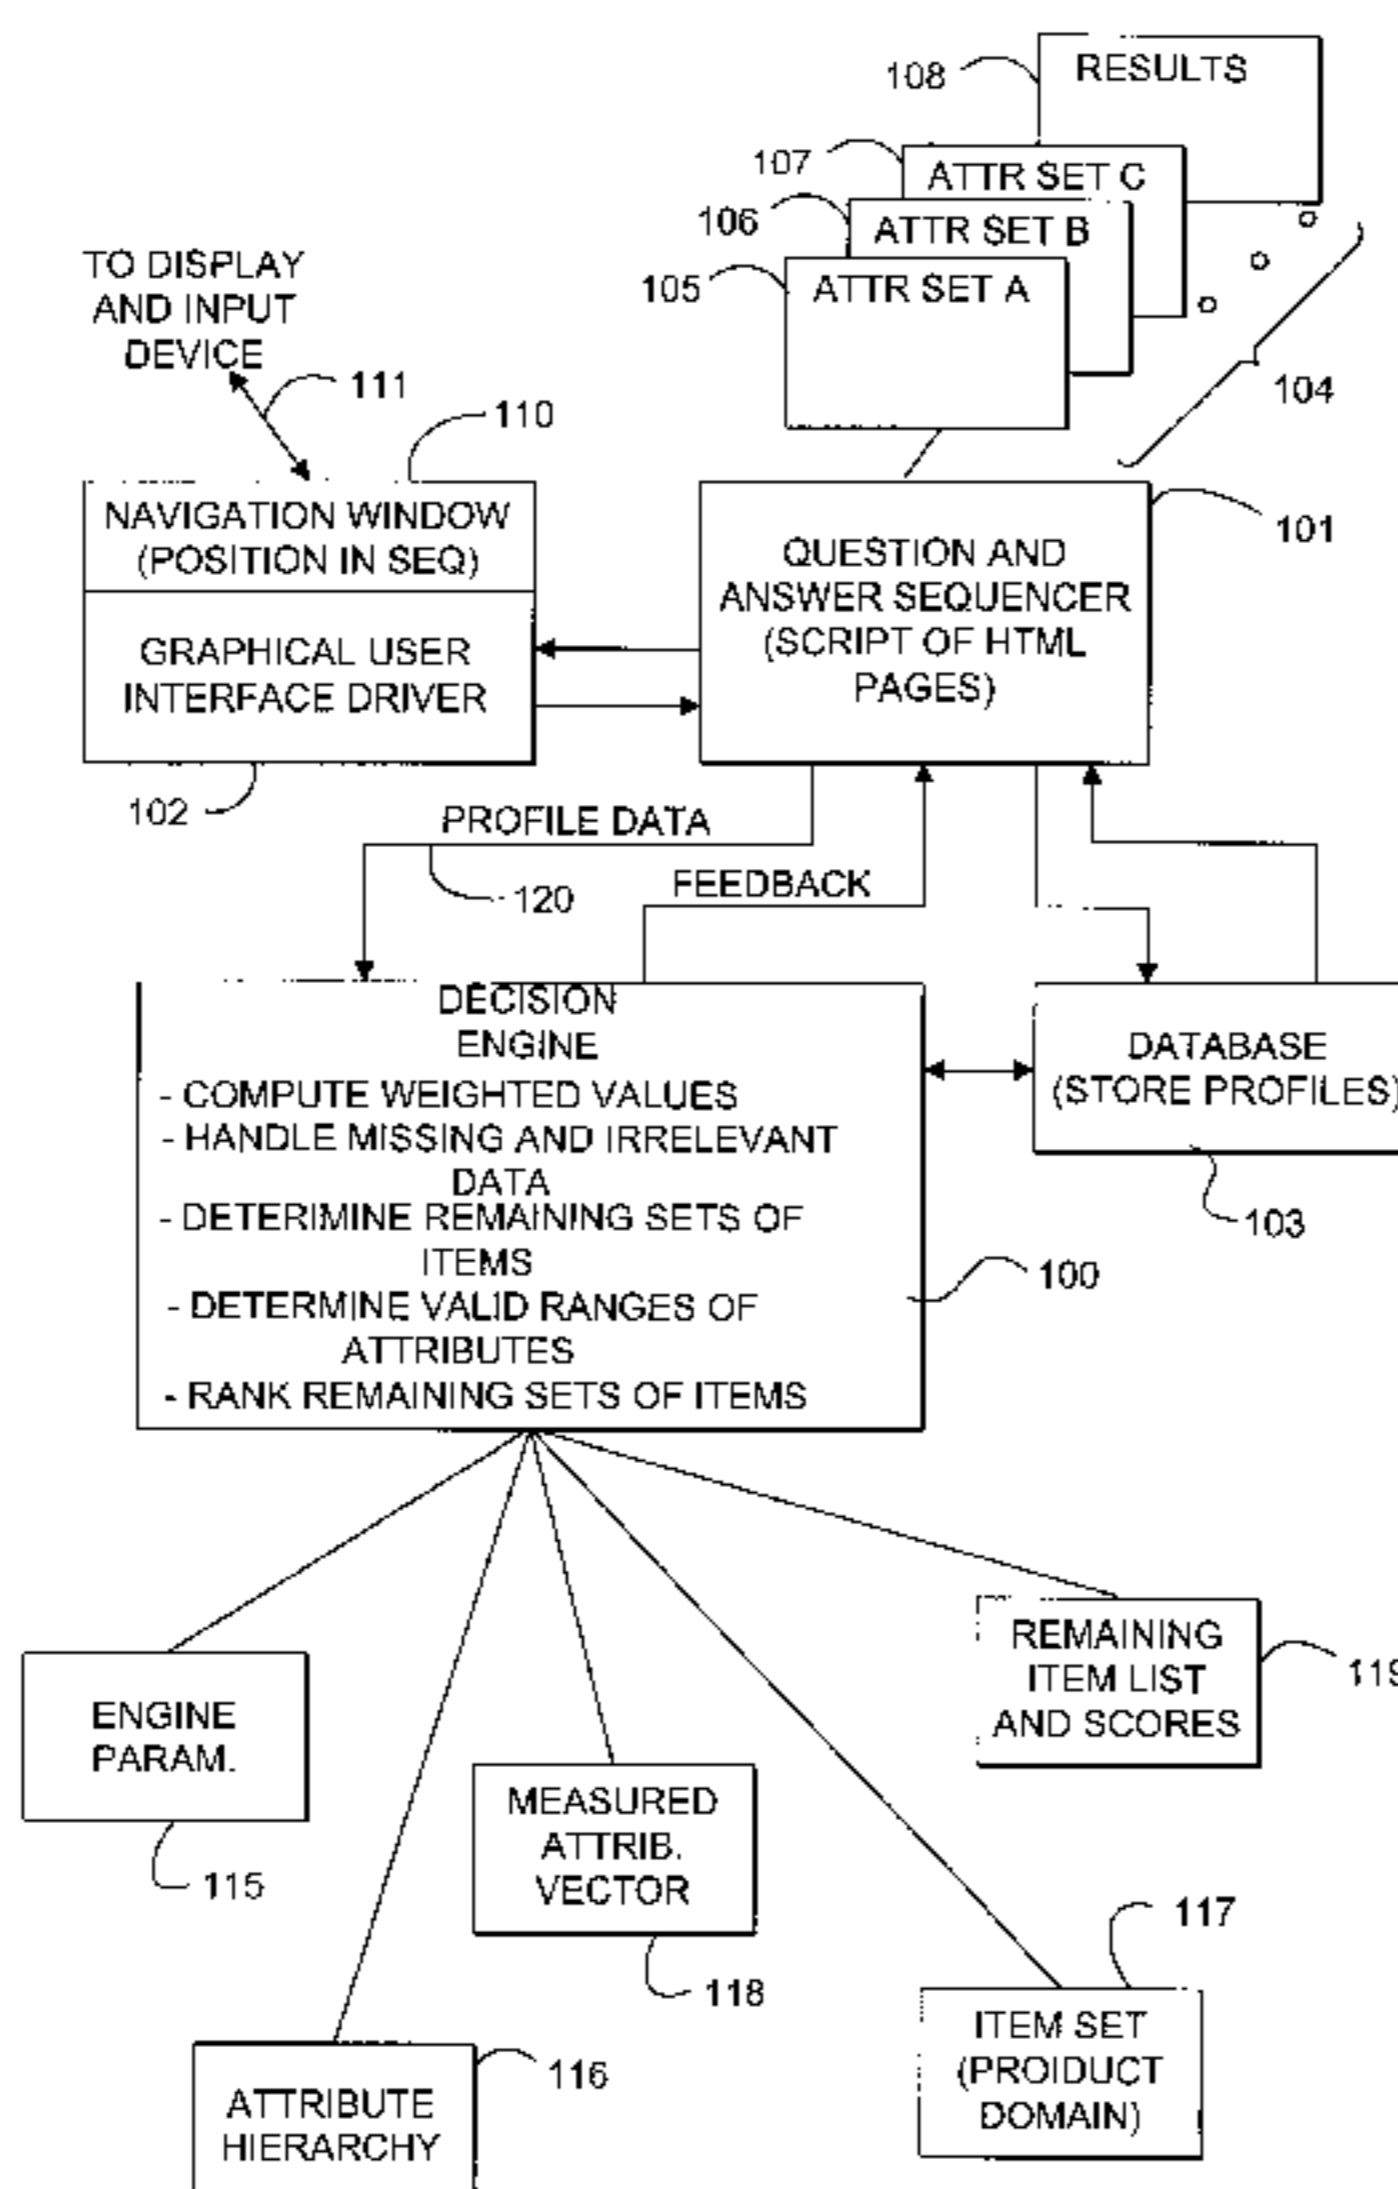 108
RESULTS
107
ATTR SET C
106
ATTR SET B
105
ATTR SET A
104
TO DISPLAY
AND INPUT
DEVICE
111
110
NAVIGATION WINDOW
(POSITION IN SEQ)
GRAPHICAL USER
INTERFACE DRIVER
102
101
QUESTION AND
ANSWER SEQUENCER
(SCRIPT OF HTML
PAGES)
PROFILE DATA
120
FEEDBACK
DECISION
ENGINE
- COMPUTE WEIGHTED VALUES
- HANDLE MISSING AND IRRELEVANT
DATA
- DETERIMINE REMAINING SETS OF
ITEMS
- DETERMINE VALID RANGES OF
ATTRIBUTES
- RANK REMAINING SETS OF ITEMS
100
DATABASE
(STORE PROFILES)
103
ENGINE
PARAM.
115
MEASURED
ATTRIB.
VECTOR
118
REMAINING
ITEM LIST
AND SCORES
119
117
ITEM SET
(PROIDUCT
DOMAIN)
116
ATTRIBUTE
HIERARCHY